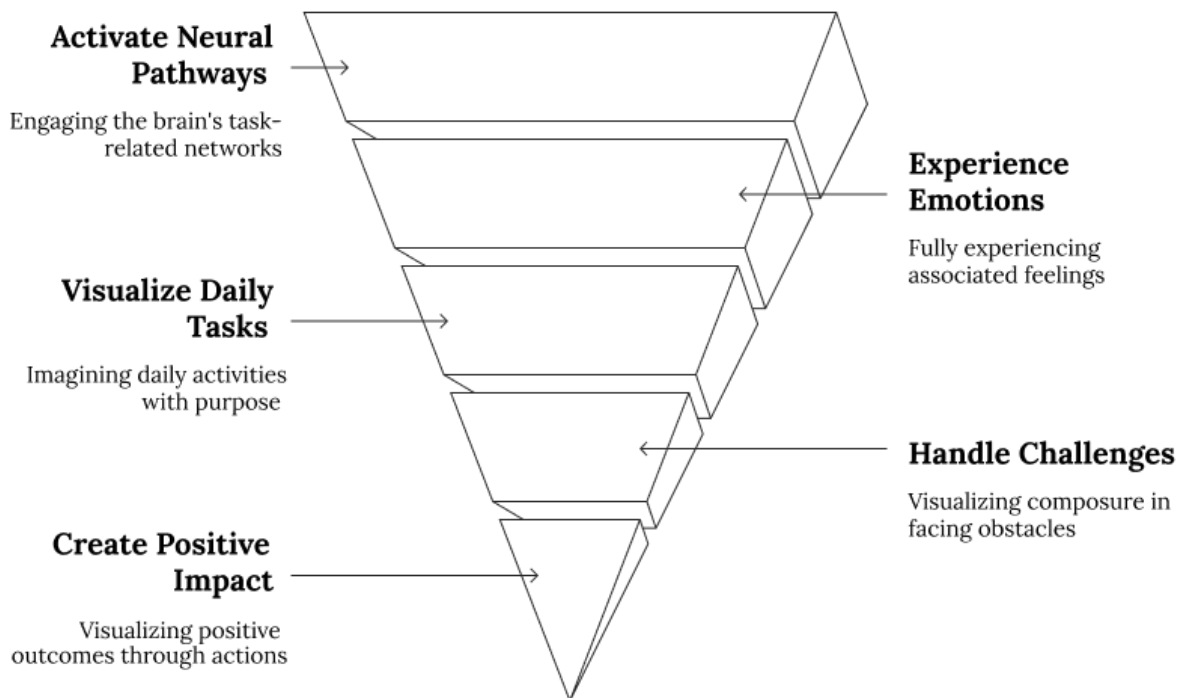 Activate Neural
Pathways
Engaging the brain's task-
related networks
Experience
Emotions
Fully experiencing
associated feelings
Visualize Daily
Tasks
Imagining daily activities
with purpose
Handle Challenges
Visualizing composure in
facing obstacles
Create Positive
Impact
Visualizing positive
outcomes through actions